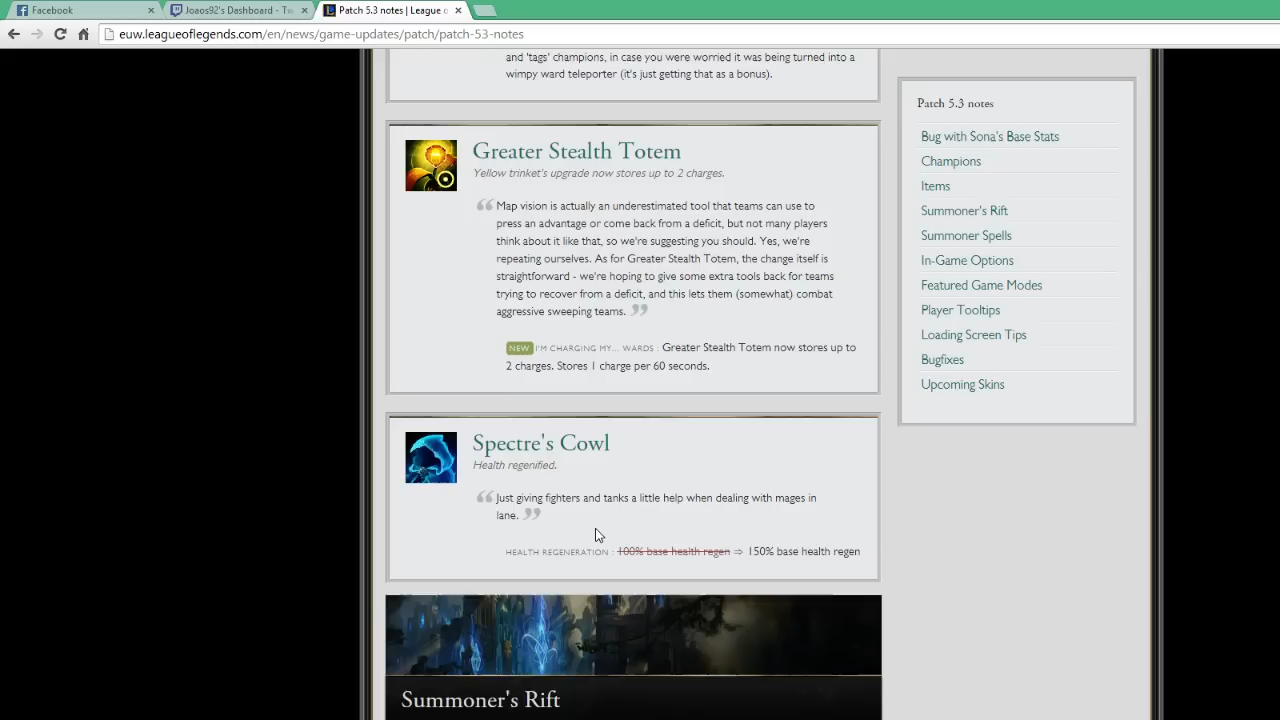 Facebook
Joaos92's Dashboard - Tw
Patch 5.3 notes | League o
euw.leagueoflegends.com/en/news/game-updates/patch/patch-53-notes
and 'tags' champions, in case you were worried it was being turned into a
wimpy ward teleporter (it's just getting that as a bonus).
Greater Stealth Totem
Yellow trinket's upgrade now stores up to 2 charges.
Map vision is actually an underestimated tool that teams can use to
press an advantage or come back from a deficit, but not many players
think about it like that, so we're suggesting you should. Yes, we're
repeating ourselves. As for Greater Stealth Totem, the change itself is
straightforward - we're hoping to give some extra tools back for teams
trying to recover from a deficit, and this lets them (somewhat) combat
aggressive sweeping teams.
NEW I'M CHARGING MY... WARDS : Greater Stealth Totem now stores up to
2 charges. Stores 1 charge per 60 seconds.
Spectre's Cowl
Health regenified.
Just giving fighters and tanks a little help when dealing with mages in
lane.
HEALTH REGENERATION : 100% base health regen ⇒ 150% base health regen
Summoner's Rift
Patch 5.3 notes
Bug with Sona's Base Stats
Champions
Items
Summoner's Rift
Summoner Spells
In-Game Options
Featured Game Modes
Player Tooltips
Loading Screen Tips
Bugfixes
Upcoming Skins